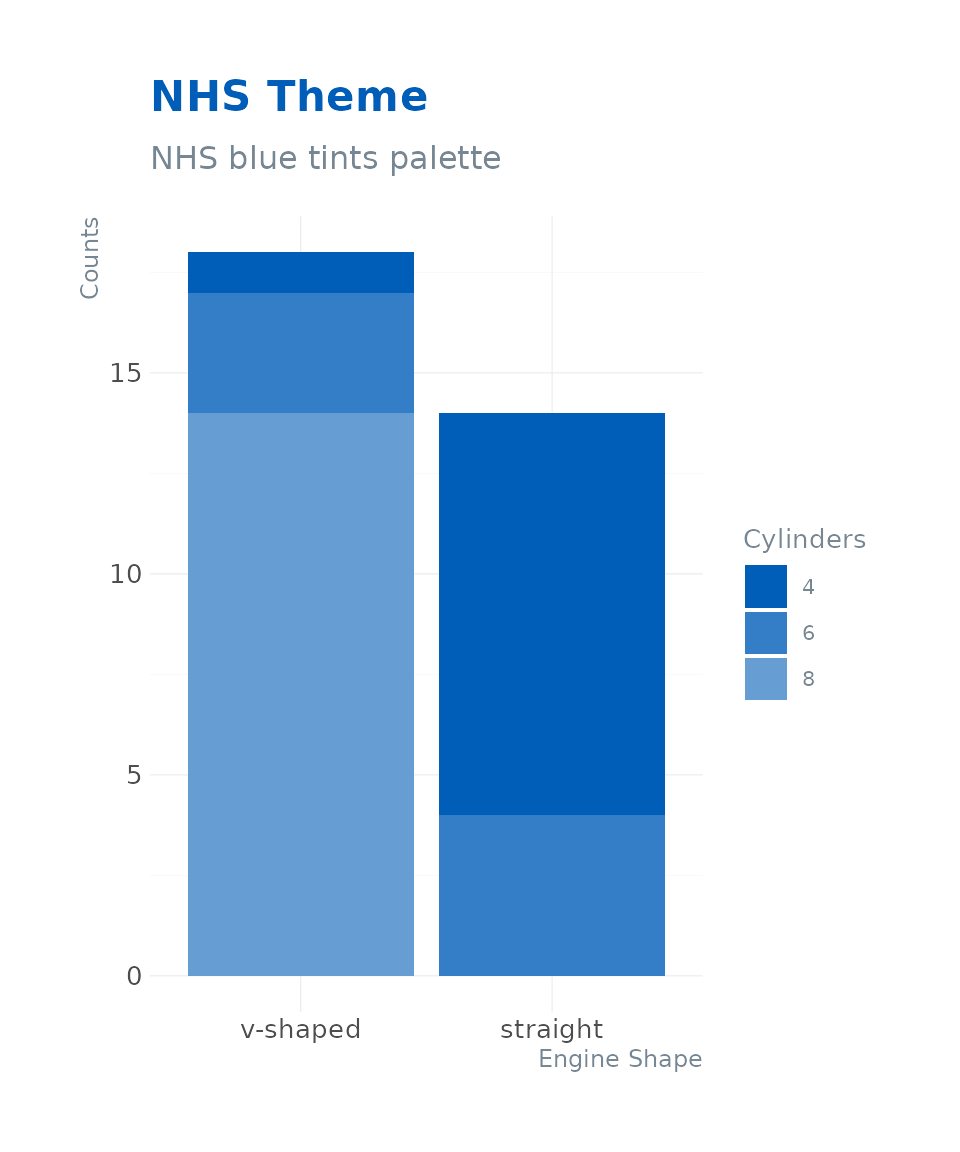 NHS Theme
NHS blue tints palette
Counts
15
10
5
0
v-shaped
straight
Engine Shape
Cylinders
4
6
8